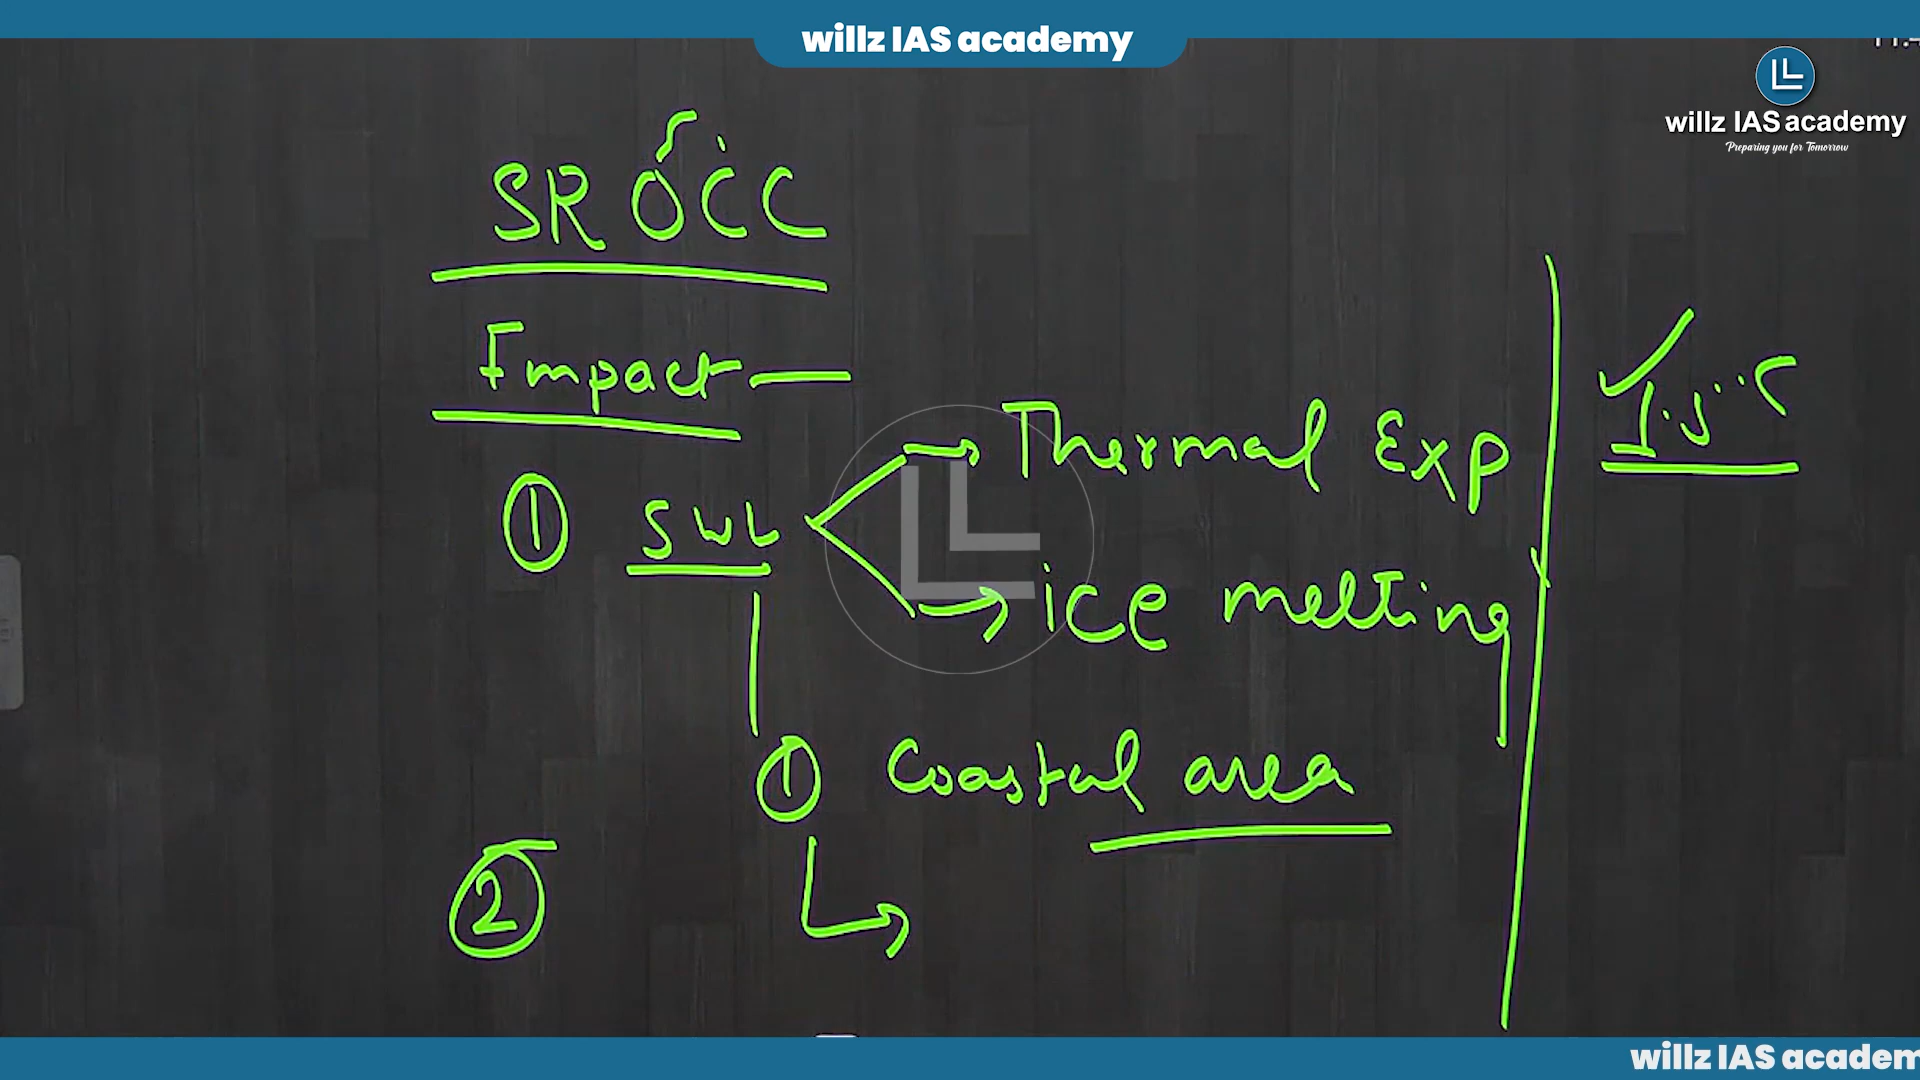 willz IAS academy
willz IAS academy
Preparing you for Tomorrow
SROCC
Impact —
① SWL → Thermal Exp
→ ice melting
① Coastal area
②
willz IAS academ